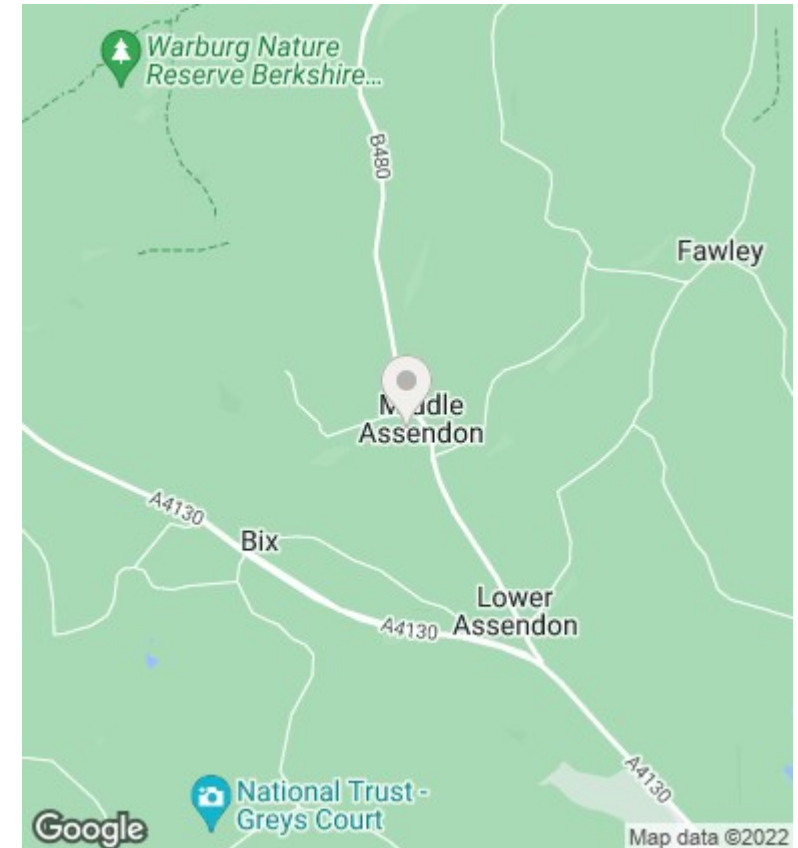 Warburg Nature
Reserve Berkshire...
B480
Fawley
Middle
Assendon
A4130
Bix
Lower
Assendon
A4130
A4130
National Trust -
Greys Court
Google
Map data ©2022